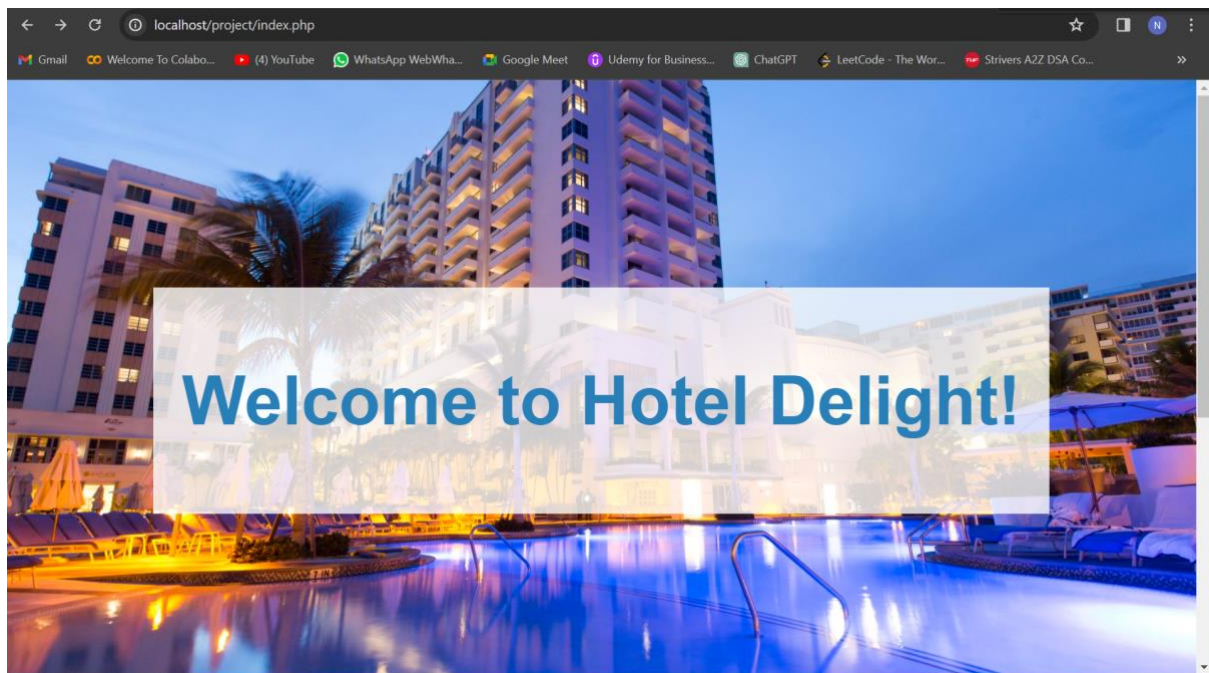 localhost/project/index.php
N
Gmail
Welcome To Colabo...
(4) YouTube
WhatsApp WebWha...
Google Meet
Udemy for Business...
ChatGPT
LeetCode - The Wor...
Strivers A2Z DSA Co...
»
Welcome to Hotel Delight!